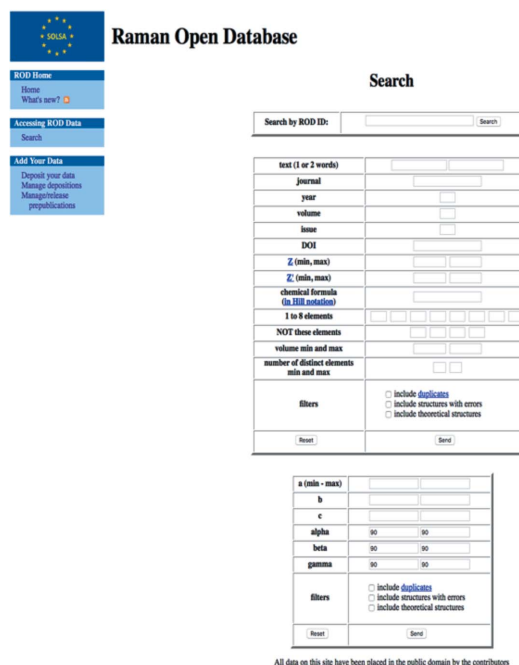 SOLSA
Raman Open Database
ROD Home
Home
What's new?
Accessing ROD Data
Search
Add Your Data
Deposit your data
Manage depositions
Manage/release
prepublications
Search
Search by ROD ID:
Search
text (1 or 2 words)
journal
year
volume
issue
DOI
Z (min, max)
Z' (min, max)
chemical formula
(in Hill notation)
1 to 8 elements
NOT these elements
volume min and max
number of distinct elements
min and max
filters
include duplicates
include structures with errors
include theoretical structures
Reset Send
a (min - max)
b
c
alpha 90 90
beta 90 90
gamma 90 90
filters
include duplicates
include structures with errors
include theoretical structures
Reset Send
All data on this site have been placed in the public domain by the contributors